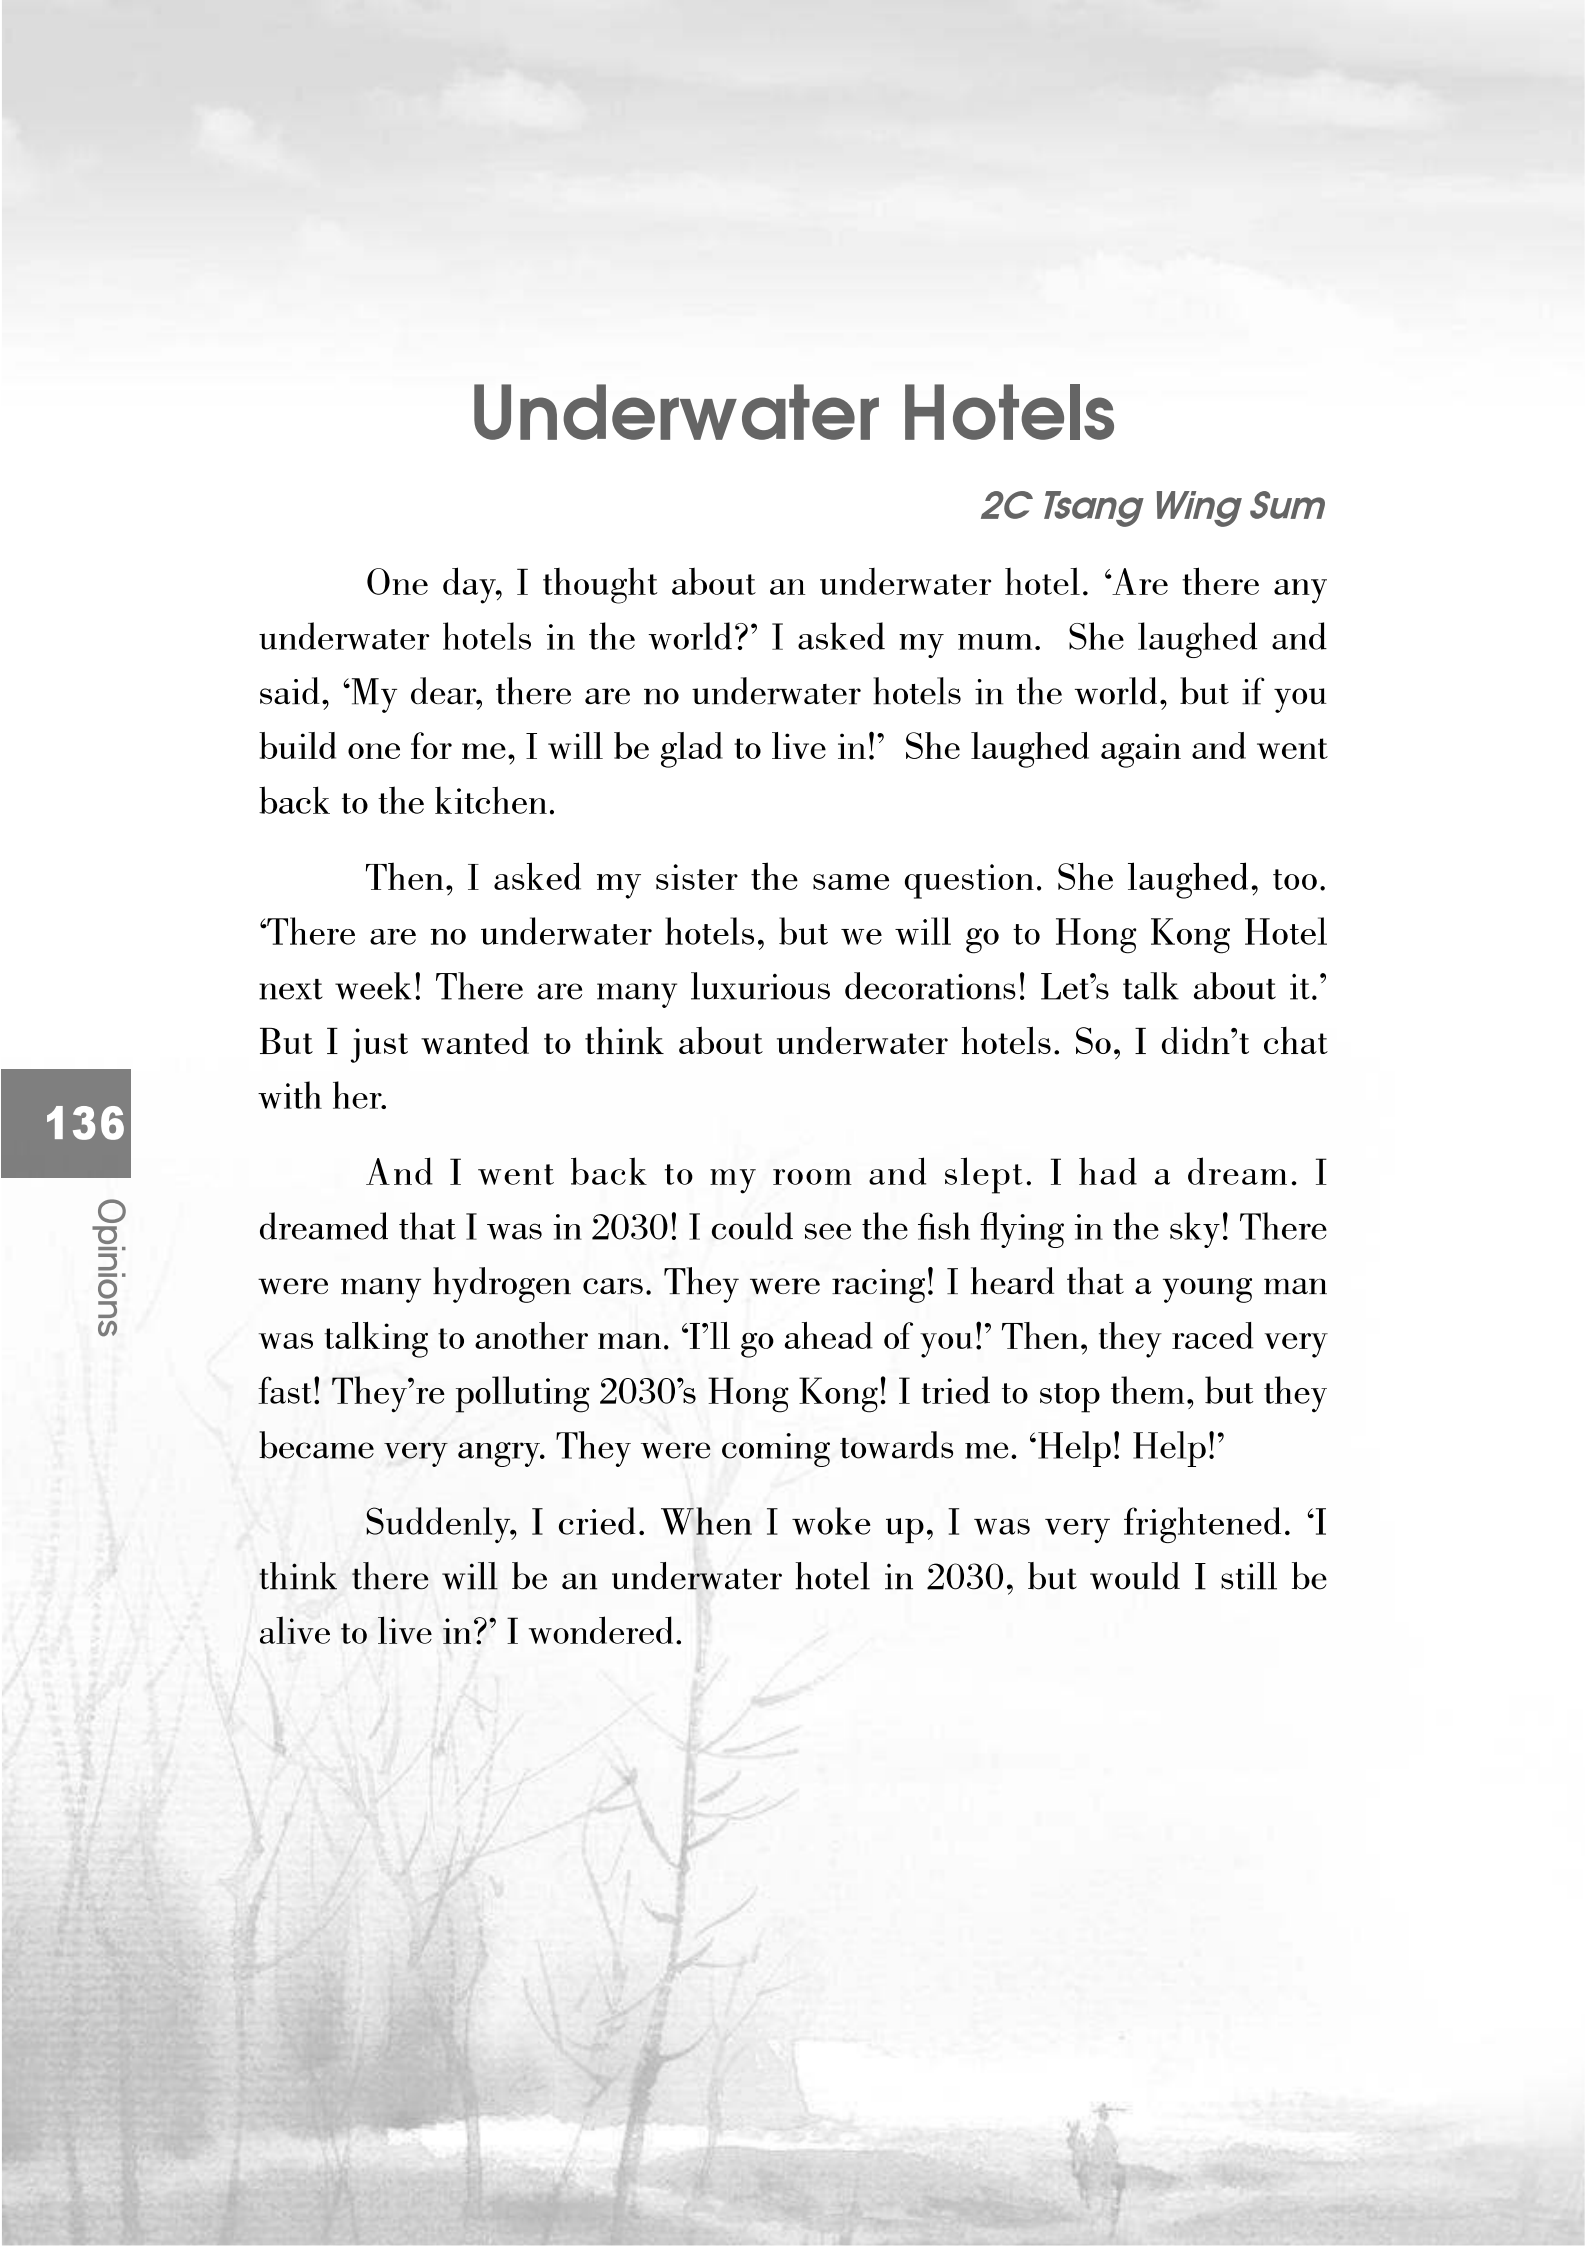 Underwater Hotels
2C Tsang Wing Sum
One day, I thought about an underwater hotel. ‘Are there any
underwater hotels in the world?’ I asked my mum.  She laughed and
said, ‘My dear, there are no underwater hotels in the world, but if you
build one for me, I will be glad to live in!’  She laughed again and went
back to the kitchen.
Then, I asked my sister the same question. She laughed, too.
‘There are no underwater hotels, but we will go to Hong Kong Hotel
next week! There are many luxurious decorations! Let’s talk about it.’
But I just wanted to think about underwater hotels. So, I didn’t chat
with her.
And I went back to my room and slept. I had a dream. I
dreamed that I was in 2030! I could see the fish flying in the sky! There
were many hydrogen cars. They were racing! I heard that a young man
was talking to another man. ‘I’ll go ahead of you!’ Then, they raced very
fast! They’re polluting 2030’s Hong Kong! I tried to stop them, but they
became very angry. They were coming towards me. ‘Help! Help!’
Suddenly, I cried. When I woke up, I was very frightened. ‘I
think there will be an underwater hotel in 2030, but would I still be
alive to live in?’ I wondered.
136
Opinions